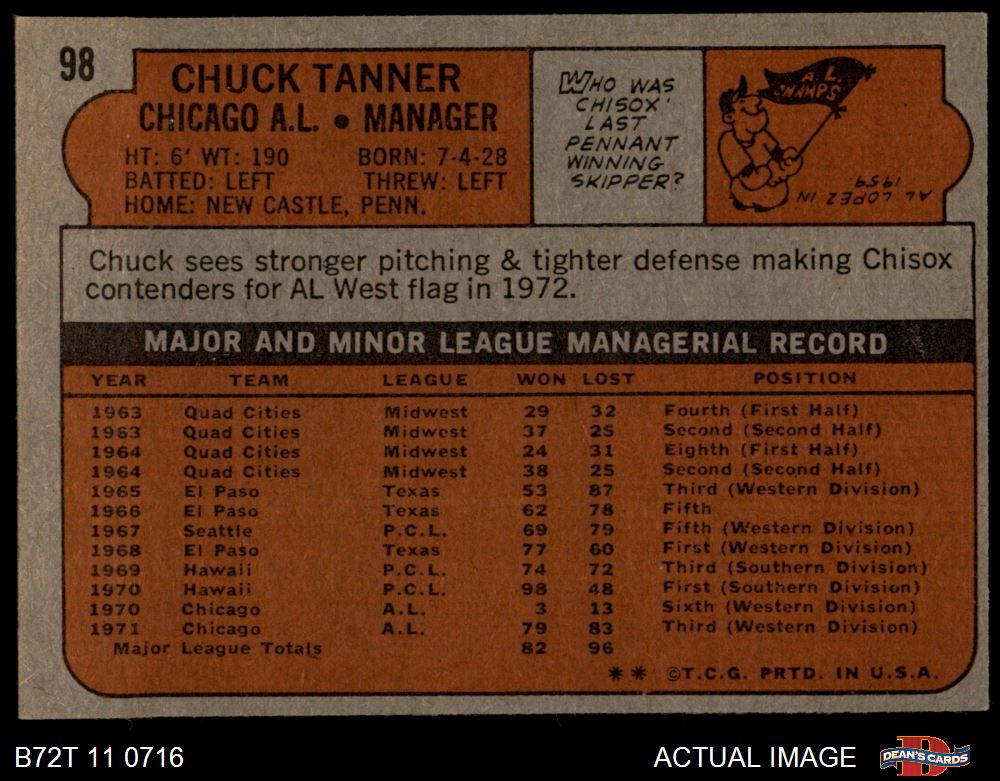 98
CHUCK TANNER
CHICAGO A.L. • MANAGER
HT: 6' WT: 190 BORN: 7-4-28
BATTED: LEFT THREW: LEFT
HOME: NEW CASTLE, PENN.
WHO WAS
CHISOX'
LAST
PENNANT
WINNING
SKIPPER?
A L
CHAMPS
AL LOPEZ IN
1959
Chuck sees stronger pitching & tighter defense making Chisox
contenders for AL West flag in 1972.
MAJOR AND MINOR LEAGUE MANAGERIAL RECORD
YEAR TEAM LEAGUE WON LOST POSITION
1963 Quad Cities Midwest 29 32 Fourth (First Half)
1963 Quad Cities Midwest 37 25 Second (Second Half)
1964 Quad Cities Midwest 24 31 Eighth (First Half)
1964 Quad Cities Midwest 38 25 Second (Second Half)
1965 El Paso Texas 53 87 Third (Western Division)
1966 El Paso Texas 62 78 Fifth
1967 Seattle P.C.L. 69 79 Fifth (Western Division)
1968 El Paso Texas 77 60 First (Western Division)
1969 Hawaii P.C.L. 74 72 Third (Southern Division)
1970 Hawaii P.C.L. 98 48 First (Southern Division)
1970 Chicago A.L. 3 13 Sixth (Western Division)
1971 Chicago A.L. 79 83 Third (Western Division)
Major League Totals 82 96
** ©T.C.G. PRTD. IN U.S.A.
B72T 11 0716 ACTUAL IMAGE
DEAN'S CARDS